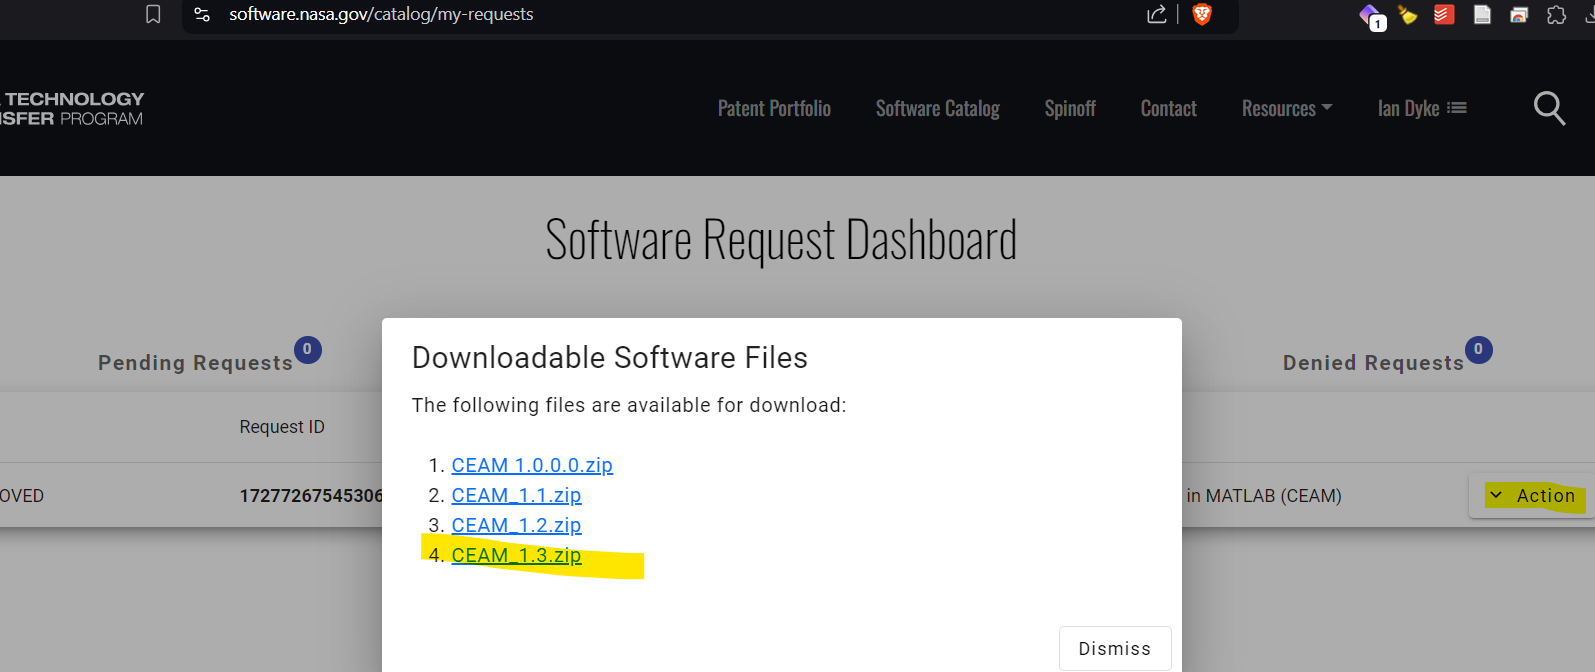 software.nasa.gov/catalog/my-requests
1
TECHNOLOGY
SFER PROGRAM
Patent Portfolio Software Catalog Spinoff Contact Resources Ian Dyke
Software Request Dashboard
Pending Requests 0
Denied Requests 0
Request ID
OVED 17277267545306 in MATLAB (CEAM) Action
Downloadable Software Files
The following files are available for download:
1. CEAM 1.0.0.0.zip
2. CEAM_1.1.zip
3. CEAM_1.2.zip
4. CEAM_1.3.zip
Dismiss